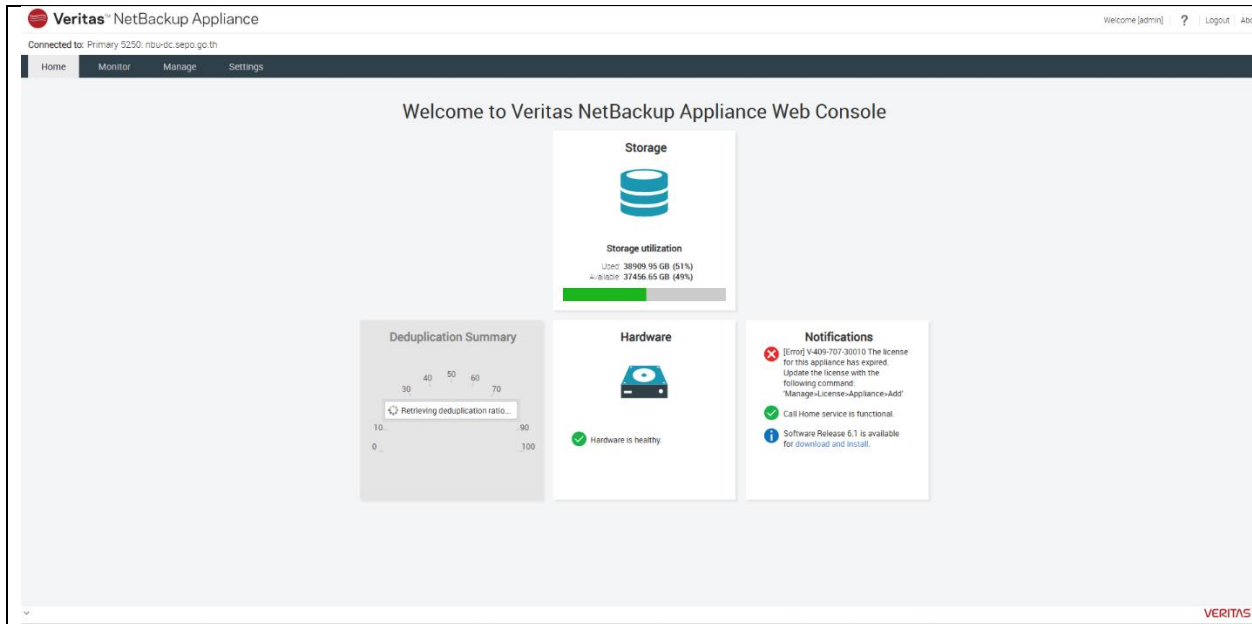 Veritas™ NetBackup Appliance
Welcome [admin] ? Logout Abo
Connected to: Primary 5250: nbu-dc.sepo.go.th
Home Monitor Manage Settings
Welcome to Veritas NetBackup Appliance Web Console
Storage
Storage utilization
Used: 38909.95 GB (51%)
Available: 37456.65 GB (49%)
Deduplication Summary
50
40 60
30 70
Retrieving deduplication ratio...
10 90
0 100
Hardware
Hardware is healthy.
Notifications
[Error] V-409-707-30010 The license
for this appliance has expired.
Update the license with the
following command:
'Manage>License>Appliance>Add'
Call Home service is functional.
Software Release 6.1 is available
for download and install.
VERITAS